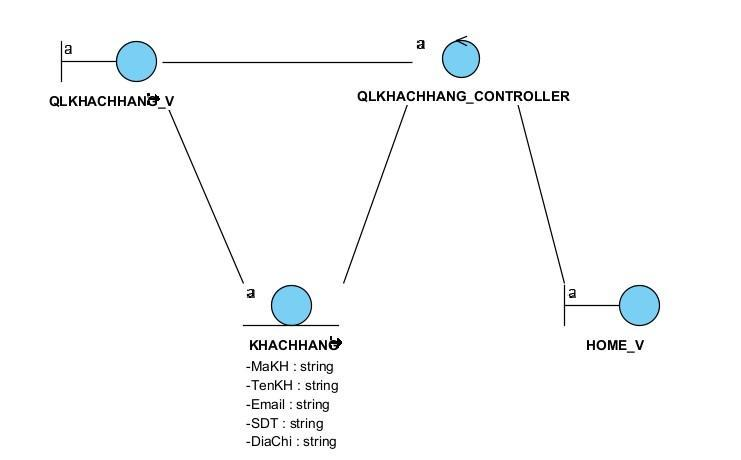 a
a
QLKHACHHANG_V
QLKHACHHANG_CONTROLLER
a
a
KHACHHANG
HOME_V
-MaKH : string
-TenKH : string
-Email : string
-SDT : string
-DiaChi : string